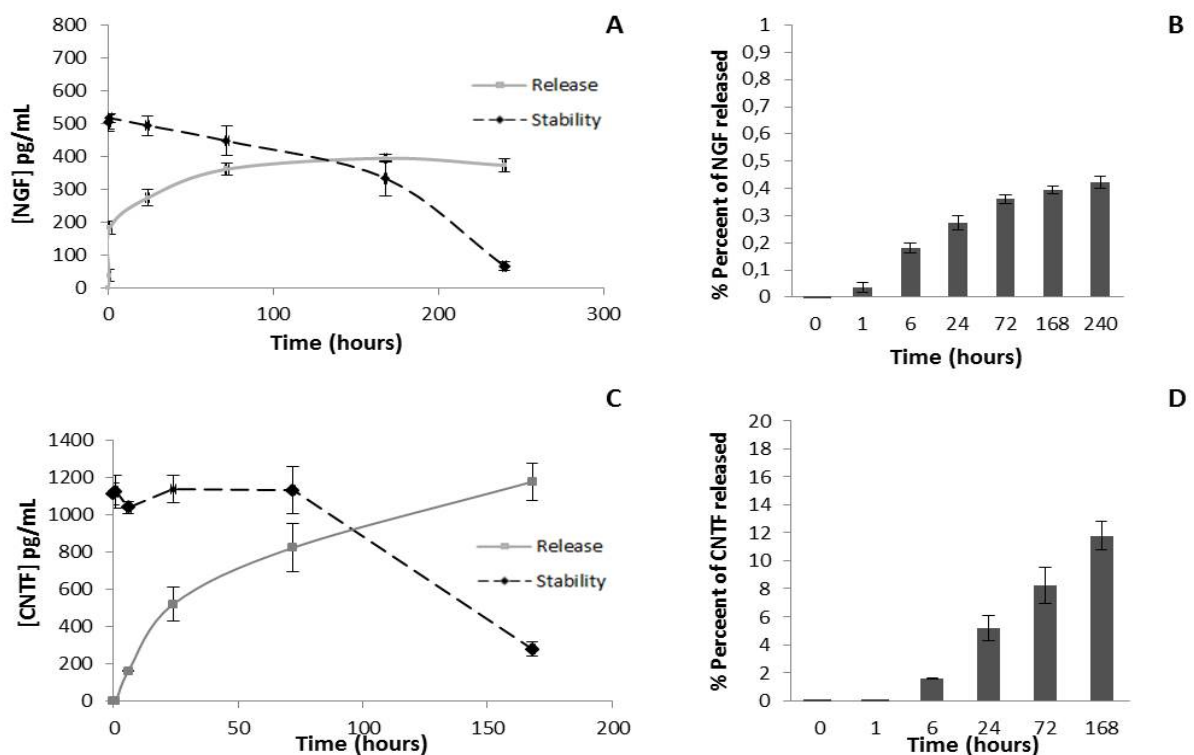 A
800
700
600
500
400
300
200
100
0
[NGF] pg/mL
Release
Stability
0
100
200
300
Time (hours)
B
1
0,9
0,8
0,7
0,6
0,5
0,4
0,3
0,2
0,1
0
% Perceent of NGF released
0 1 6 24 72 168 240
Time (hours)
C
1400
1200
1000
800
600
400
200
0
[CNTF] pg/mL
Release
Stability
0
50
100
150
200
Time (hours)
D
20
18
16
14
12
10
8
6
4
2
0
% Percent of CNTF released
0 1 6 24 72 168
Time (hours)